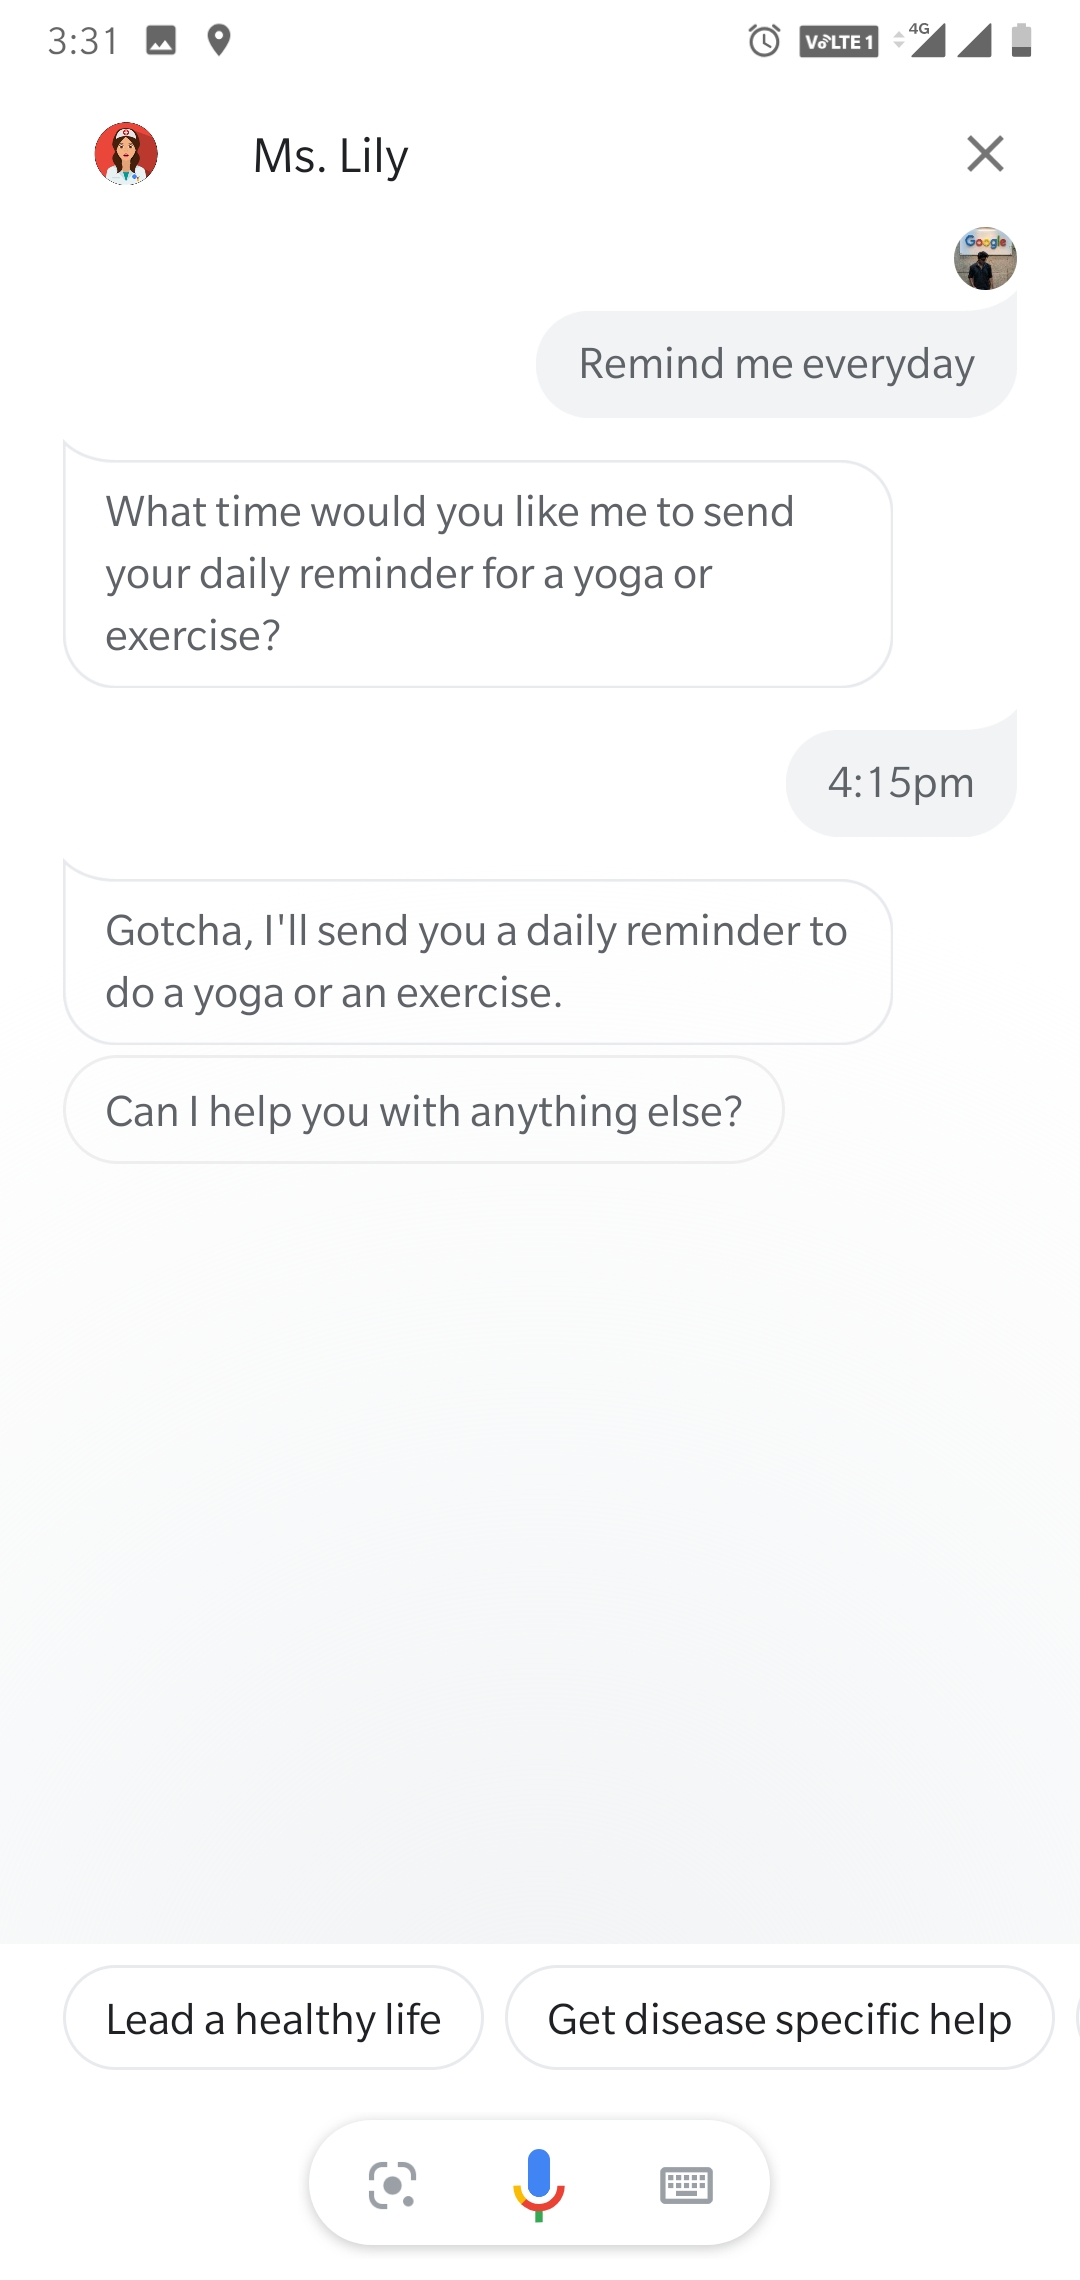 3:31
VoLTE 1
4G
Ms. Lily
Google
Remind me everyday
What time would you like me to send
your daily reminder for a yoga or
exercise?
4:15pm
Gotcha, I'll send you a daily reminder to
do a yoga or an exercise.
Can I help you with anything else?
Lead a healthy life
Get disease specific help